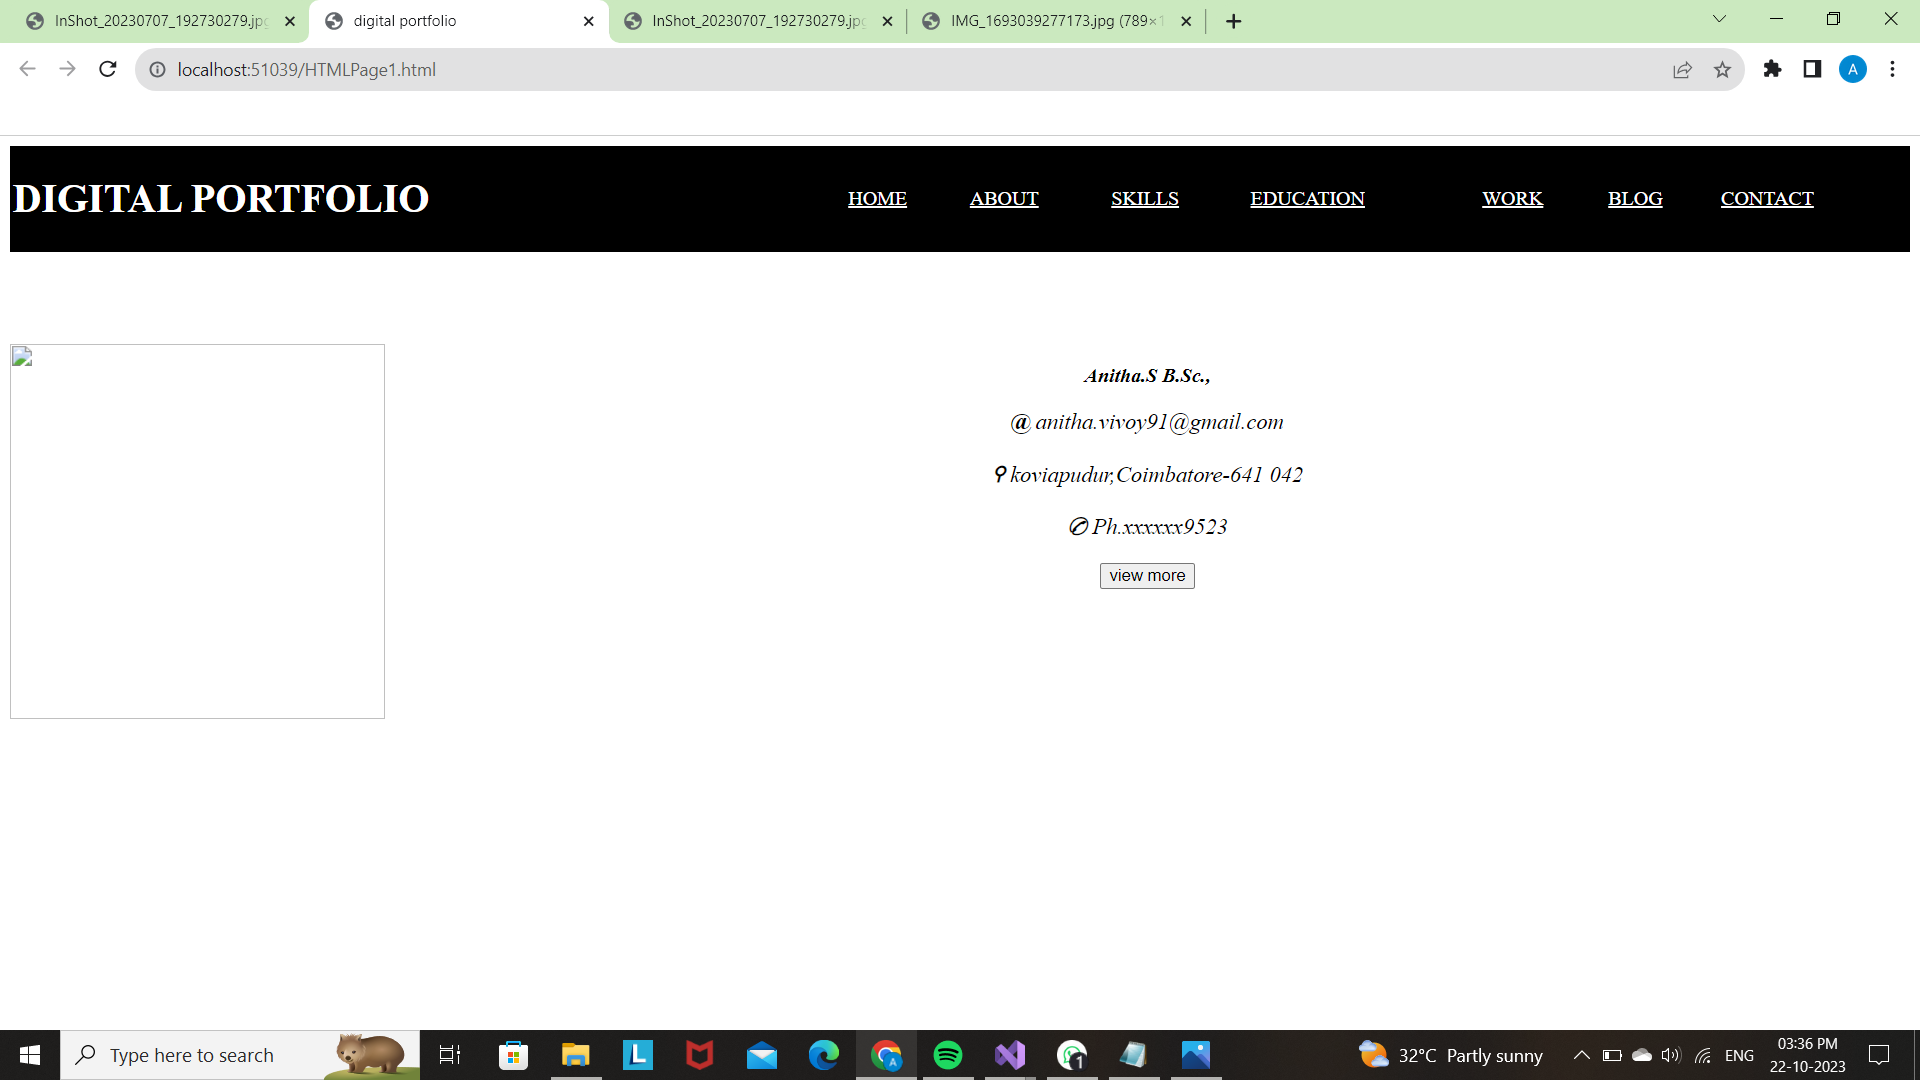 InShot_20230707_192730279.jpg
digital portfolio
InShot_20230707_192730279.jpg
IMG_1693039277173.jpg (789×1
localhost:51039/HTMLPage1.html
A
DIGITAL PORTFOLIO HOME ABOUT SKILLS EDUCATION WORK BLOG CONTACT
Anitha.S B.Sc.,
@ anitha.vivoy91@gmail.com
⚲ koviapudur,Coimbatore-641 042
✆ Ph.xxxxxx9523
view more
Type here to search
L
A
1
32°C Partly sunny
ENG
03:36 PM
22-10-2023